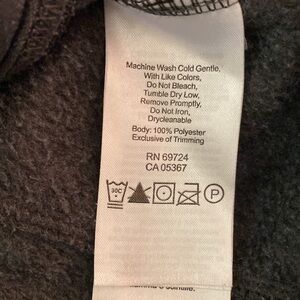 Machine Wash Cold Gentle,
With Like Colors,
Do Not Bleach,
Tumble Dry Low,
Remove Promptly,
Do Not Iron,
Drycleanable
Body: 100% Polyester
Exclusive of Trimming
RN 69724
CA 05367
30C
P